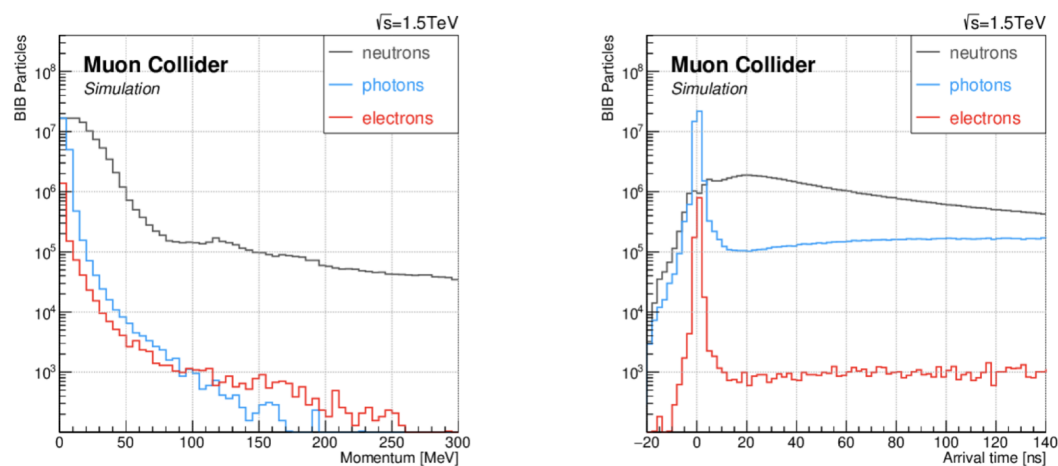 √s=1.5TeV
BIB Particles
Muon Collider
Simulation
neutrons
photons
electrons
10⁸
10⁷
10⁶
10⁵
10⁴
10³
0 50 100 150 200 250 300
Momentum [MeV]
√s=1.5TeV
BIB Particles
Muon Collider
Simulation
neutrons
photons
electrons
10⁸
10⁷
10⁶
10⁵
10⁴
10³
−20 0 20 40 60 80 100 120 140
Arrival time [ns]